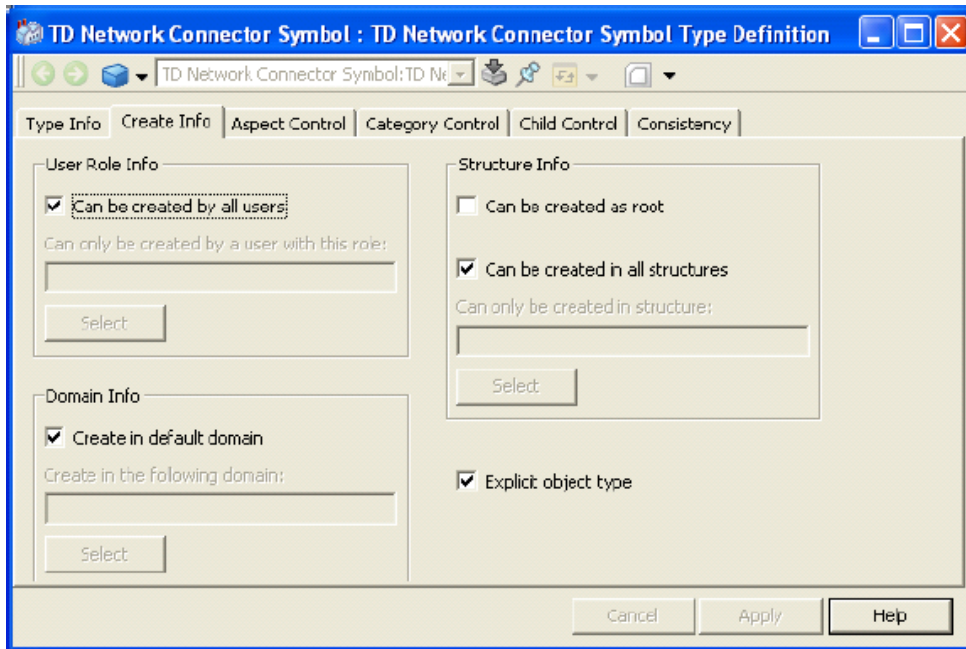 TD Network Connector Symbol : TD Network Connector Symbol Type Definition
TD Network Connector Symbol:TD Ne
Type Info Create Info Aspect Control Category Control Child Control Consistency
User Role Info
Can be created by all users
Can only be created by a user with this role:
Select
Domain Info
Create in default domain
Create in the following domain:
Select
Structure Info
Can be created as root
Can be created in all structures
Can only be created in structure:
Select
Explicit object type
Cancel Apply Help